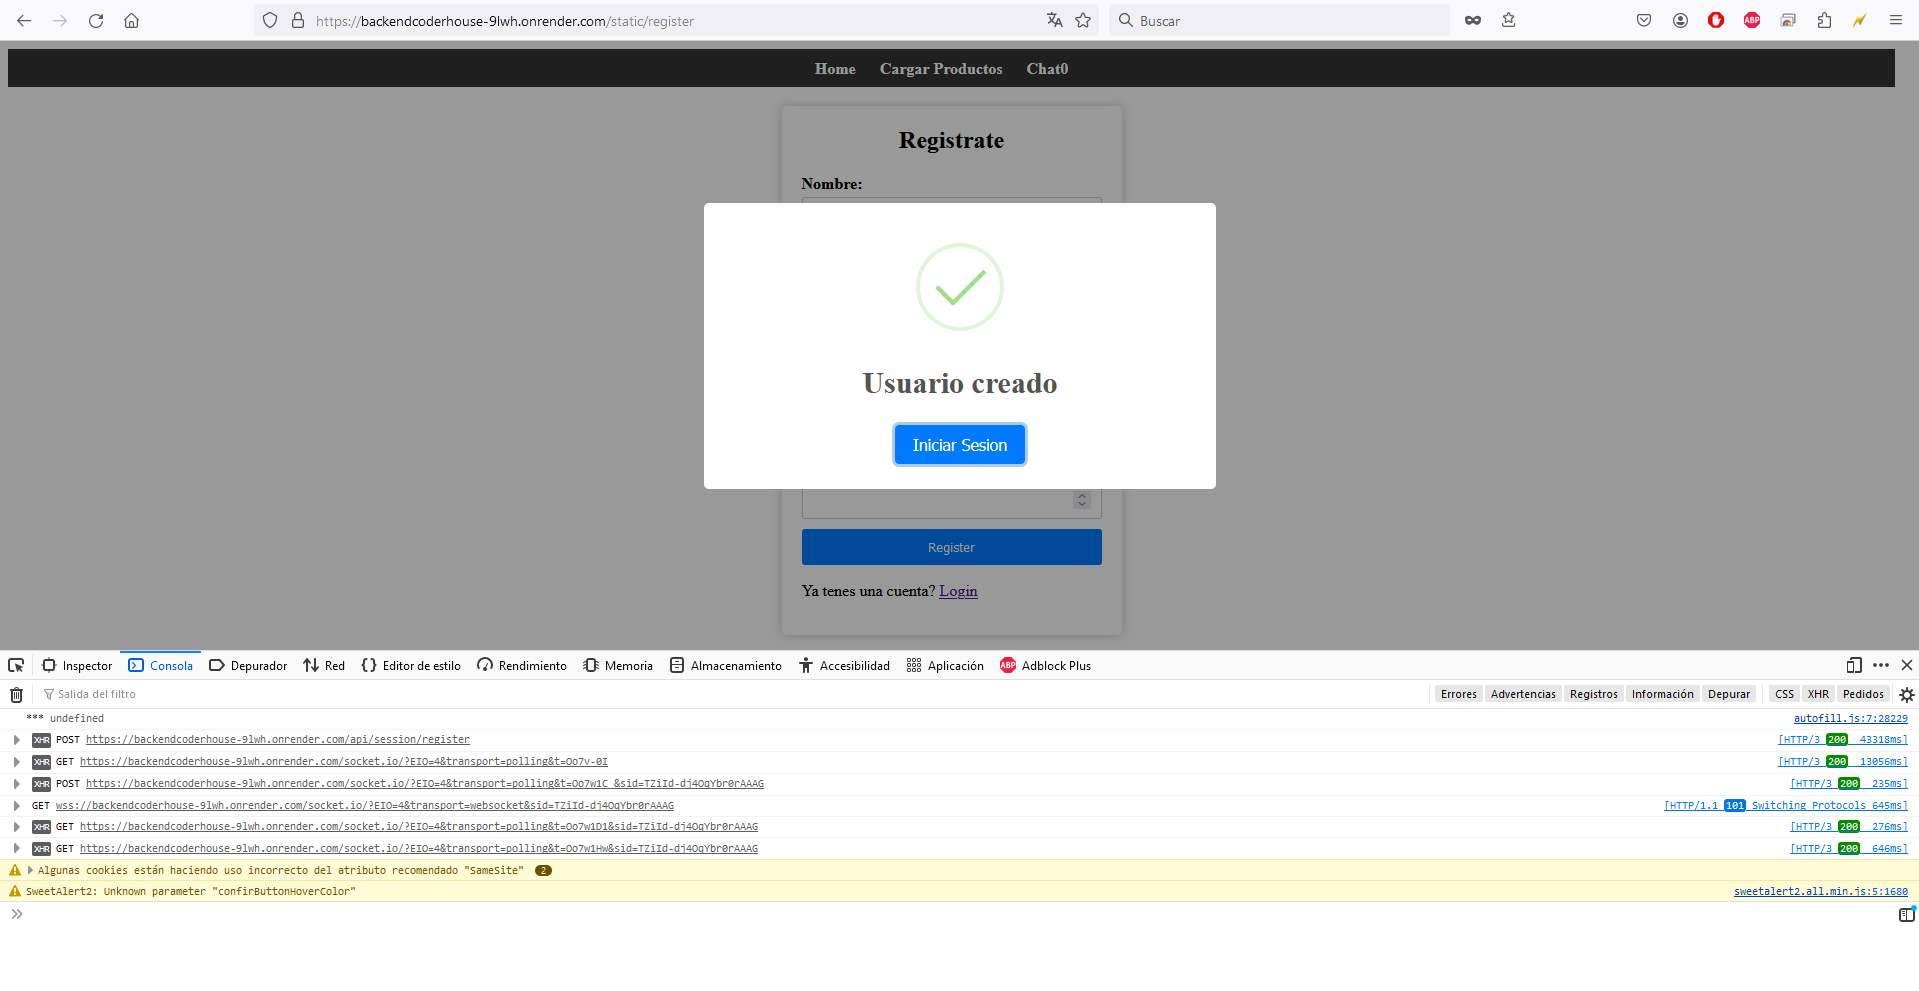 https://backendcoderhouse-9lwh.onrender.com/static/register
Buscar
ABP
Home Cargar Productos Chat0
Registrate
Nombre:
Usuario creado
Iniciar Sesion
Register
Ya tenes una cuenta? Login
Inspector Consola Depurador Red Editor de estilo Rendimiento Memoria Almacenamiento Accesibilidad Aplicación ABP Adblock Plus
Salida del filtro Errores Advertencias Registros Información Depurar CSS XHR Pedidos
*** undefined autofill.js:7:28229
XHR POST https://backendcoderhouse-9lwh.onrender.com/api/session/register [HTTP/3 200 43318ms]
XHR GET https://backendcoderhouse-9lwh.onrender.com/socket.io/?EIO=4&transport=polling&t=Oo7v-0I [HTTP/3 200 13056ms]
XHR POST https://backendcoderhouse-9lwh.onrender.com/socket.io/?EIO=4&transport=polling&t=Oo7w1C_&sid=TZiId-dj4OqYbr0rAAAG [HTTP/3 200 235ms]
GET wss://backendcoderhouse-9lwh.onrender.com/socket.io/?EIO=4&transport=websocket&sid=TZiId-dj4OqYbr0rAAAG [HTTP/1.1 101 Switching Protocols 645ms]
XHR GET https://backendcoderhouse-9lwh.onrender.com/socket.io/?EIO=4&transport=polling&t=Oo7w1D1&sid=TZiId-dj4OqYbr0rAAAG [HTTP/3 200 276ms]
XHR GET https://backendcoderhouse-9lwh.onrender.com/socket.io/?EIO=4&transport=polling&t=Oo7w1Hw&sid=TZiId-dj4OqYbr0rAAAG [HTTP/3 200 646ms]
Algunas cookies están haciendo uso incorrecto del atributo recomendado "SameSite" 2
SweetAlert2: Unknown parameter "confirButtonHoverColor" sweetalert2.all.min.js:5:1680